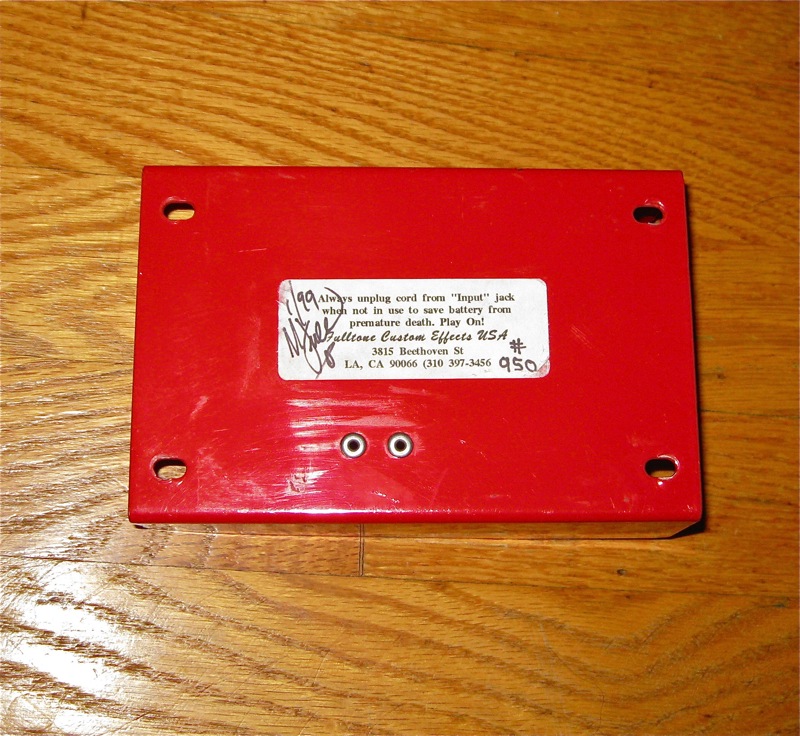 1/99
Always unplug cord from "Input" jack
when not in use to save battery from
premature death. Play On!
Fulltone Custom Effects USA
3815 Beethoven St
LA, CA 90066 (310 397-3456
#
950